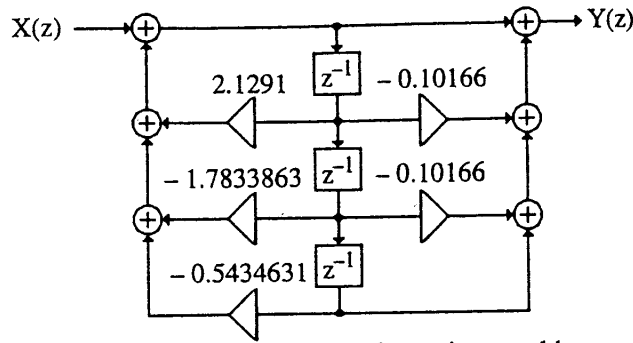 X(z) + + Y(z)
z⁻¹
2.1291 − 0.10166
+ +
− 1.7833863 z⁻¹ − 0.10166
+ +
− 0.5434631 z⁻¹